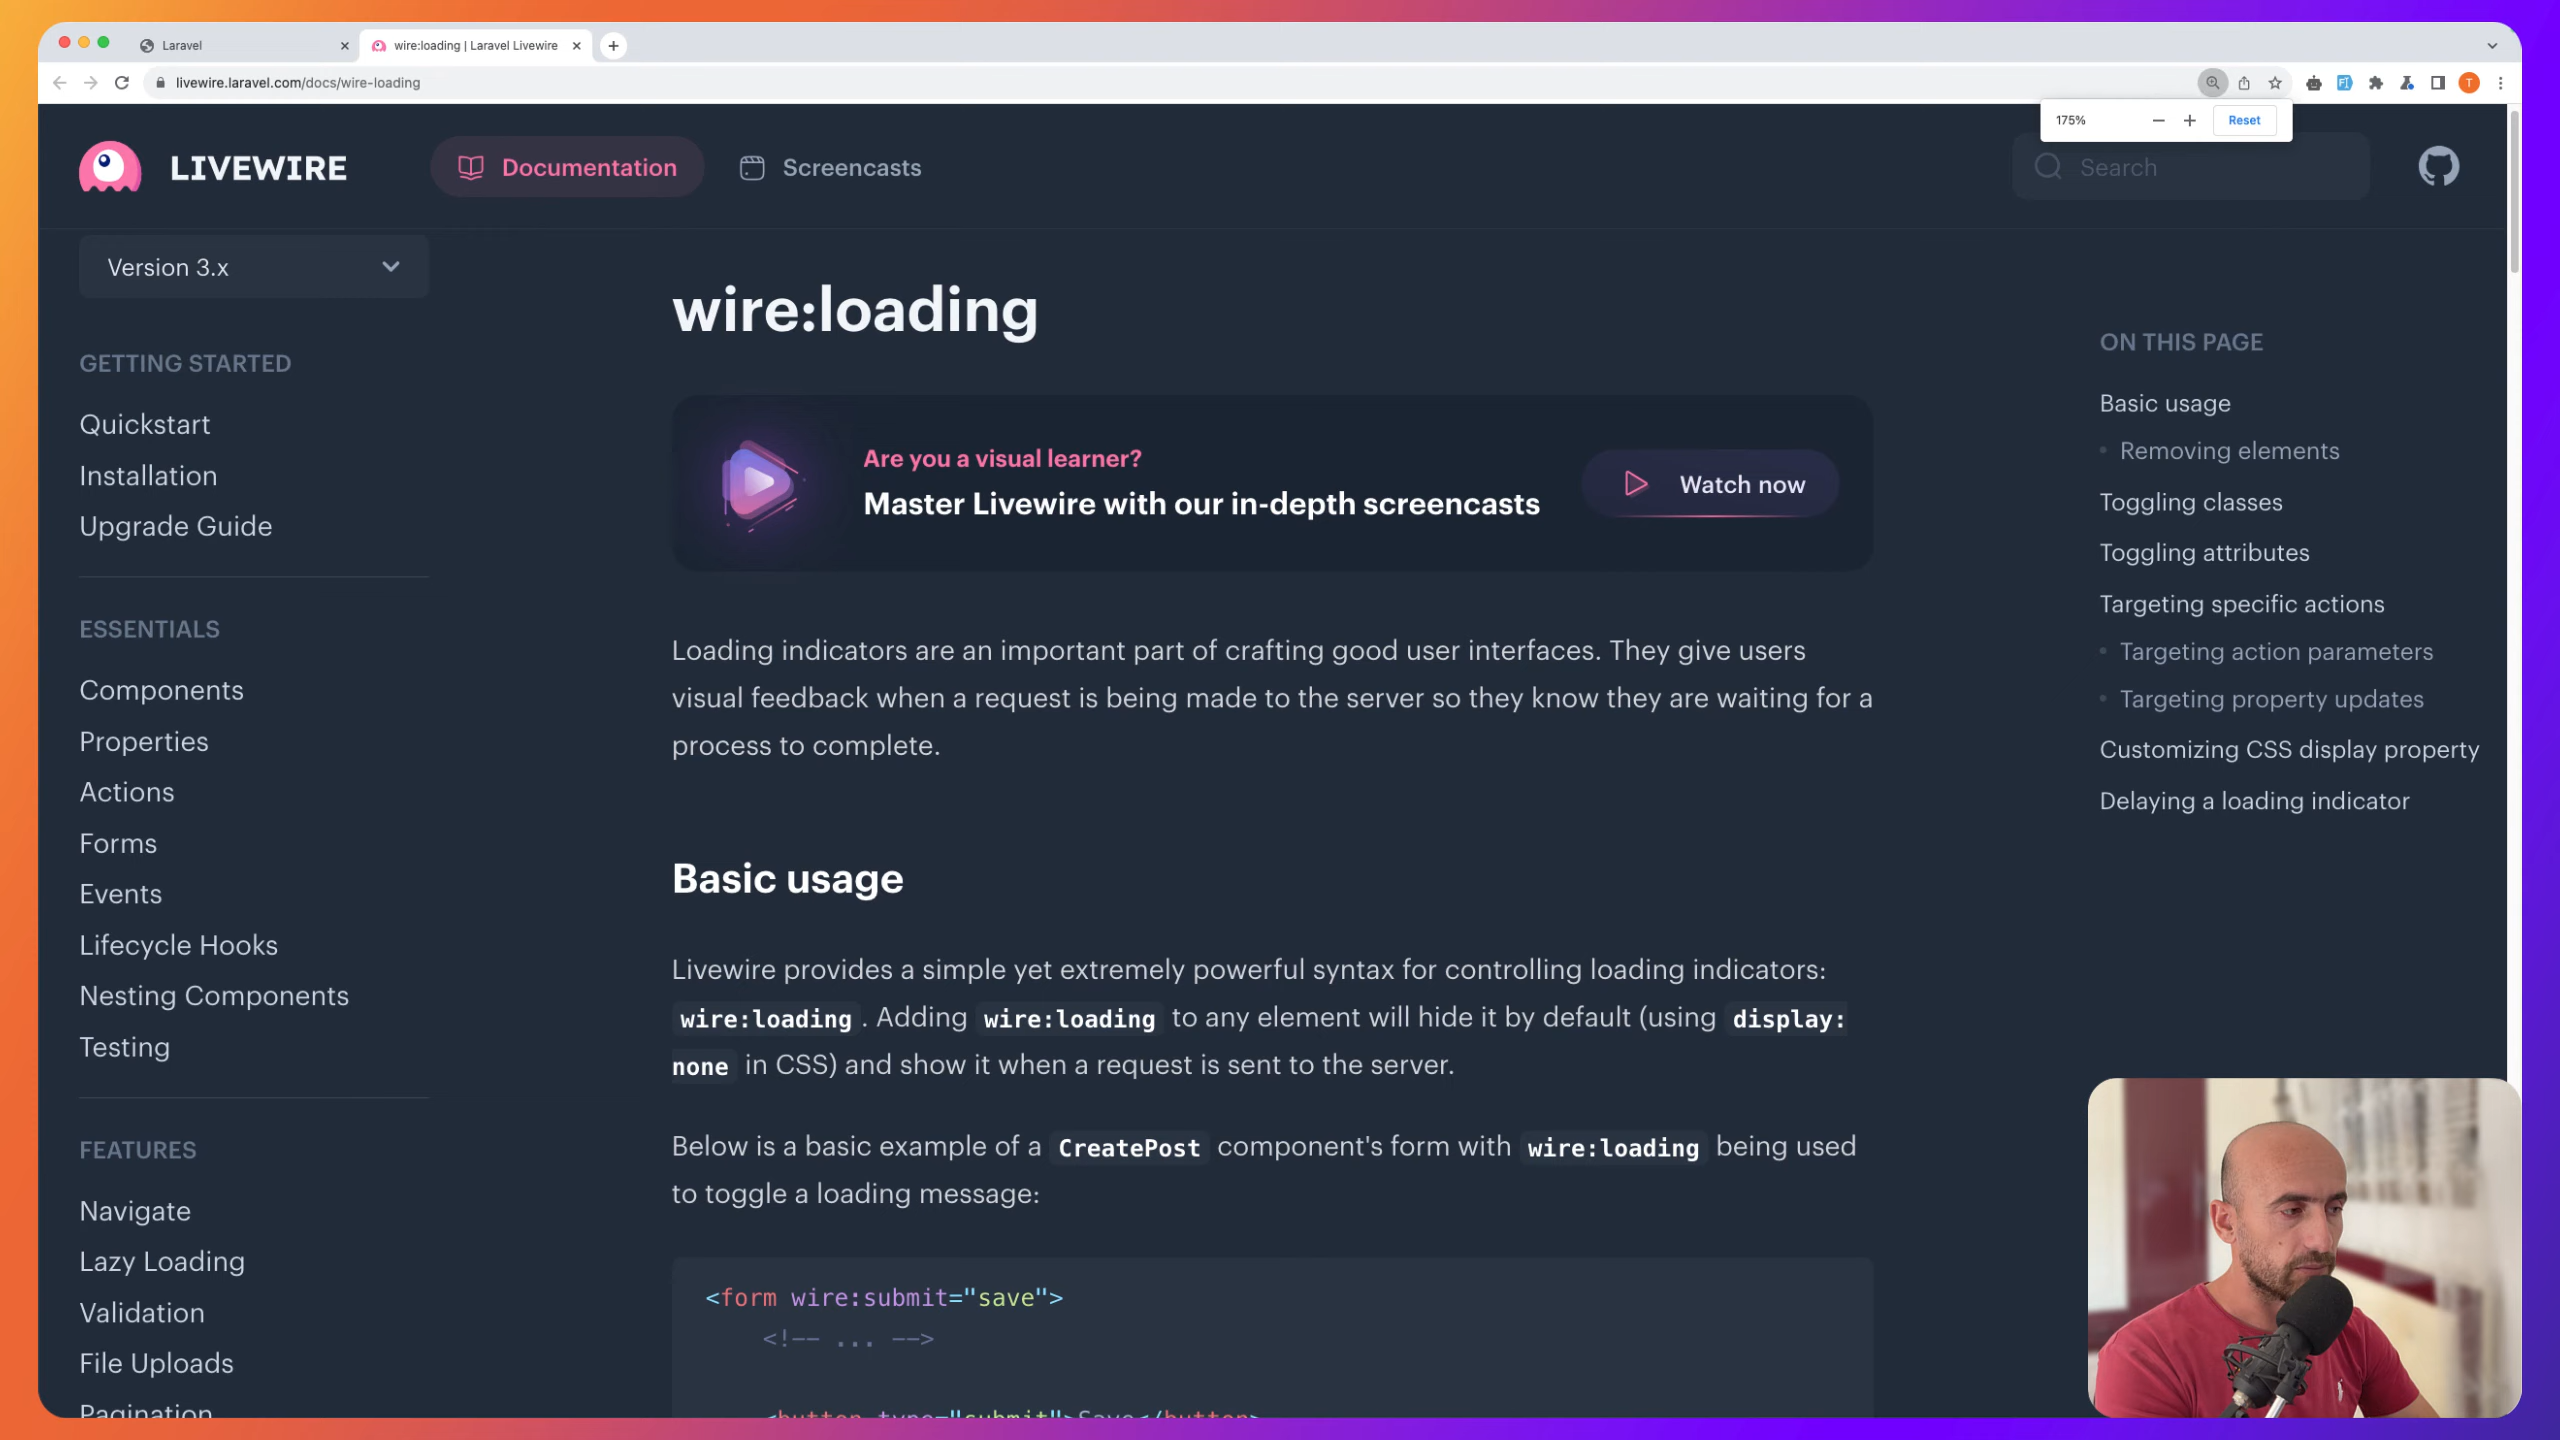 Laravel
wire:loading | Laravel Livewire
livewire.laravel.com/docs/wire-loading
T
175%
Reset
LIVEWIRE
Documentation
Screencasts
Search
Version 3.x
GETTING STARTED
Quickstart
Installation
Upgrade Guide
ESSENTIALS
Components
Properties
Actions
Forms
Events
Lifecycle Hooks
Nesting Components
Testing
FEATURES
Navigate
Lazy Loading
Validation
File Uploads
Pagination
wire:loading
Are you a visual learner?
Master Livewire with our in-depth screencasts
Watch now
Loading indicators are an important part of crafting good user interfaces. They give users
visual feedback when a request is being made to the server so they know they are waiting for a
process to complete.
Basic usage
Livewire provides a simple yet extremely powerful syntax for controlling loading indicators:
wire:loading . Adding wire:loading to any element will hide it by default (using display:
none in CSS) and show it when a request is sent to the server.
Below is a basic example of a CreatePost component's form with wire:loading being used
to toggle a loading message:
<form wire:submit="save">
<!-- ... -->
<button type="submit">Save</button>
ON THIS PAGE
Basic usage
Removing elements
Toggling classes
Toggling attributes
Targeting specific actions
Targeting action parameters
Targeting property updates
Customizing CSS display property
Delaying a loading indicator